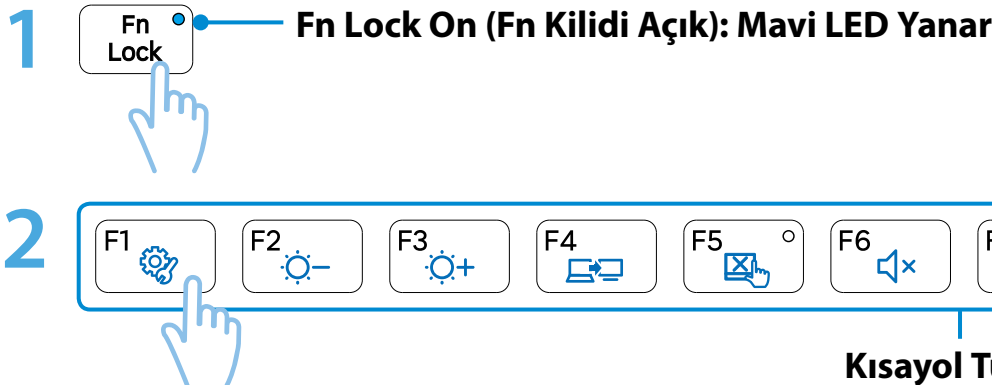 1
Fn
Lock
Fn Lock On (Fn Kilidi Açık): Mavi LED Yanar
2
F1 F2 F3 F4 F5 F6
Kısayol